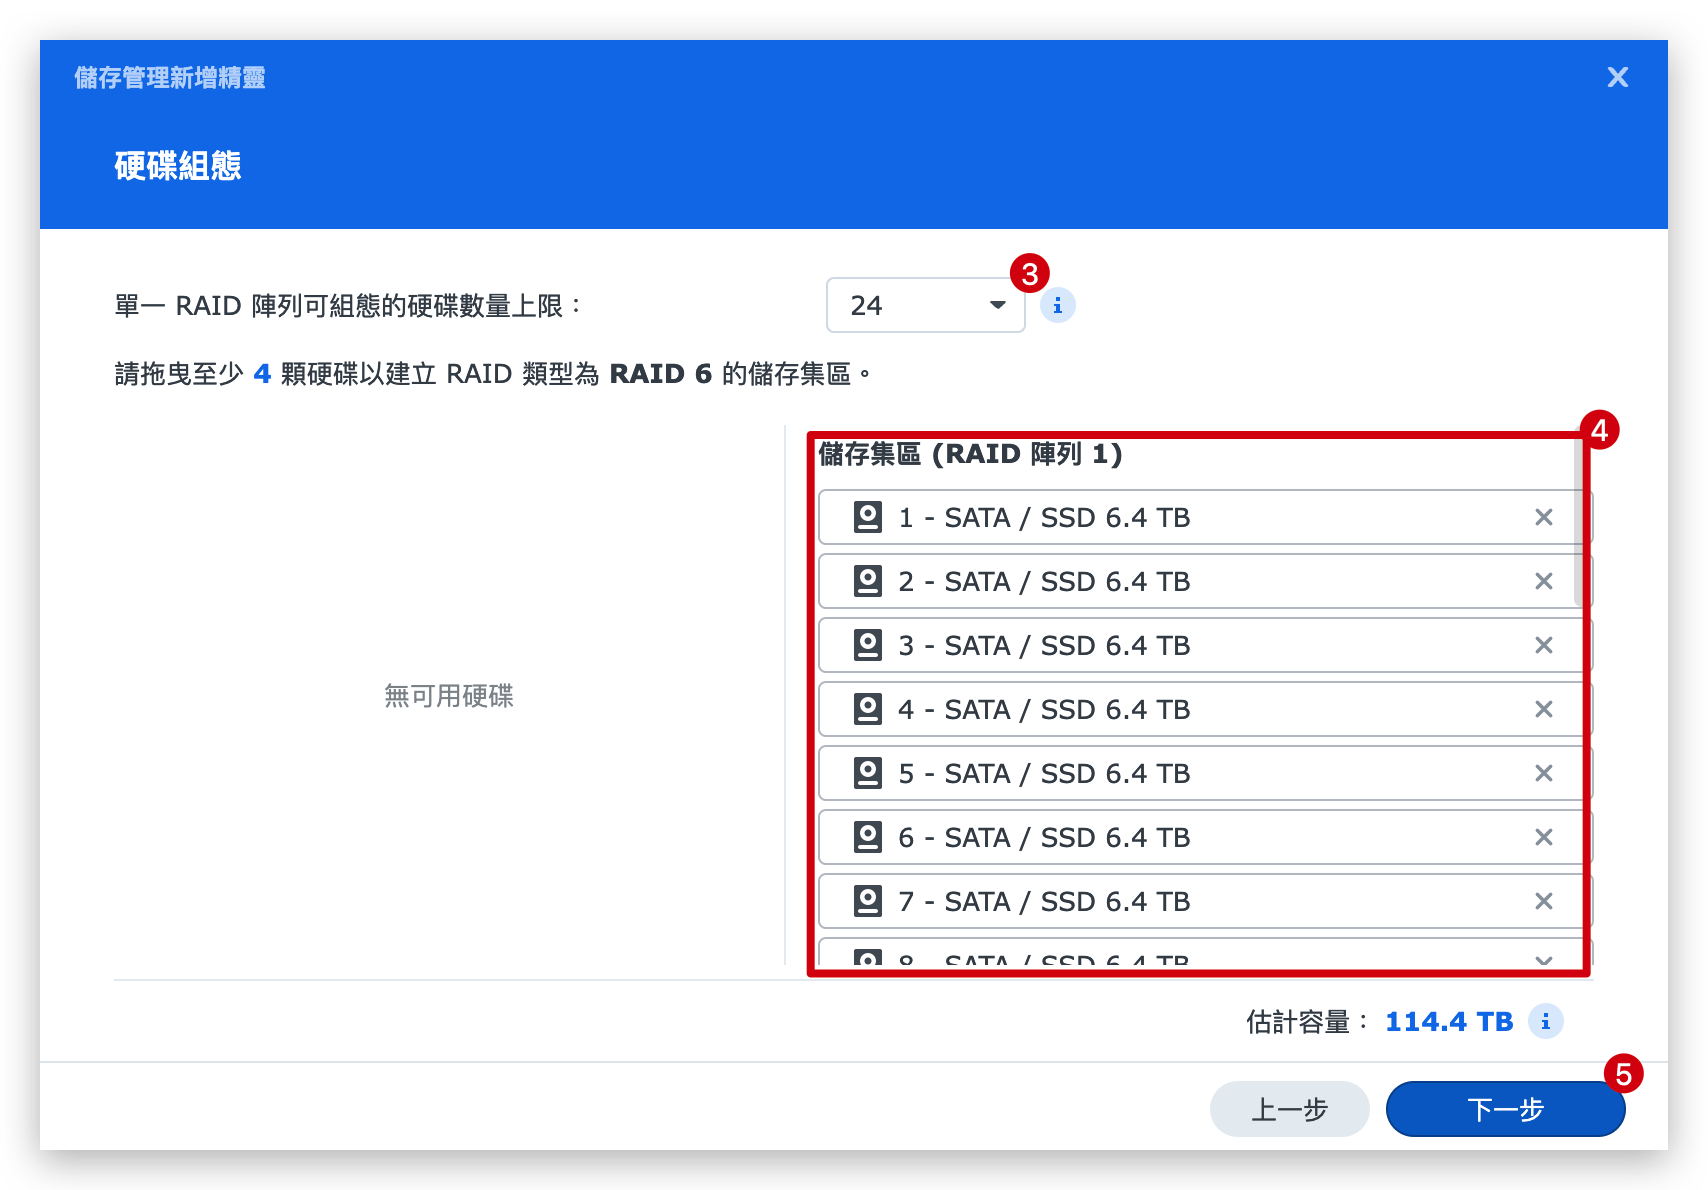 儲存管理新增精靈
硬碟組態
單一 RAID 陣列可組態的硬碟數量上限：
24
3
請拖曳至少 4 顆硬碟以建立 RAID 類型為 RAID 6 的儲存集區。
4
無可用硬碟
儲存集區 (RAID 陣列 1)
1 - SATA / SSD 6.4 TB
2 - SATA / SSD 6.4 TB
3 - SATA / SSD 6.4 TB
4 - SATA / SSD 6.4 TB
5 - SATA / SSD 6.4 TB
6 - SATA / SSD 6.4 TB
7 - SATA / SSD 6.4 TB
8 - SATA / SSD 6.4 TB
估計容量： 114.4 TB
5
上一步
下一步